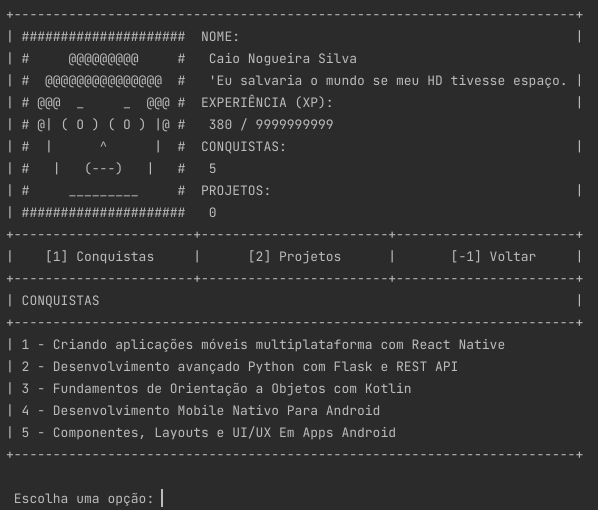 +------------------------------------------------------------------------+
| ##################### NOME: |
| #     @@@@@@@@@     #  Caio Nogueira Silva
| #  @@@@@@@@@@@@@@@  #  'Eu salvaria o mundo se meu HD tivesse espaço. |
| # @@@  _     _  @@@ # EXPERIÊNCIA (XP): |
| # @| ( O ) ( O ) |@ #  380 / 9999999999
| #  |      ^      |  # CONQUISTAS: |
| #   |   (---)   |   #  5
| #     _________     # PROJETOS: |
| #####################  0
+-----------------------+------------------------+-----------------------+
|    [1] Conquistas     |      [2] Projetos      |       [-1] Voltar     |
+-----------------------+------------------------+-----------------------+
| CONQUISTAS |
+------------------------------------------------------------------------+
| 1 - Criando aplicações móveis multiplataforma com React Native
| 2 - Desenvolvimento avançado Python com Flask e REST API
| 3 - Fundamentos de Orientação a Objetos com Kotlin
| 4 - Desenvolvimento Mobile Nativo Para Android
| 5 - Componentes, Layouts e UI/UX Em Apps Android
+------------------------------------------------------------------------+
Escolha uma opção: